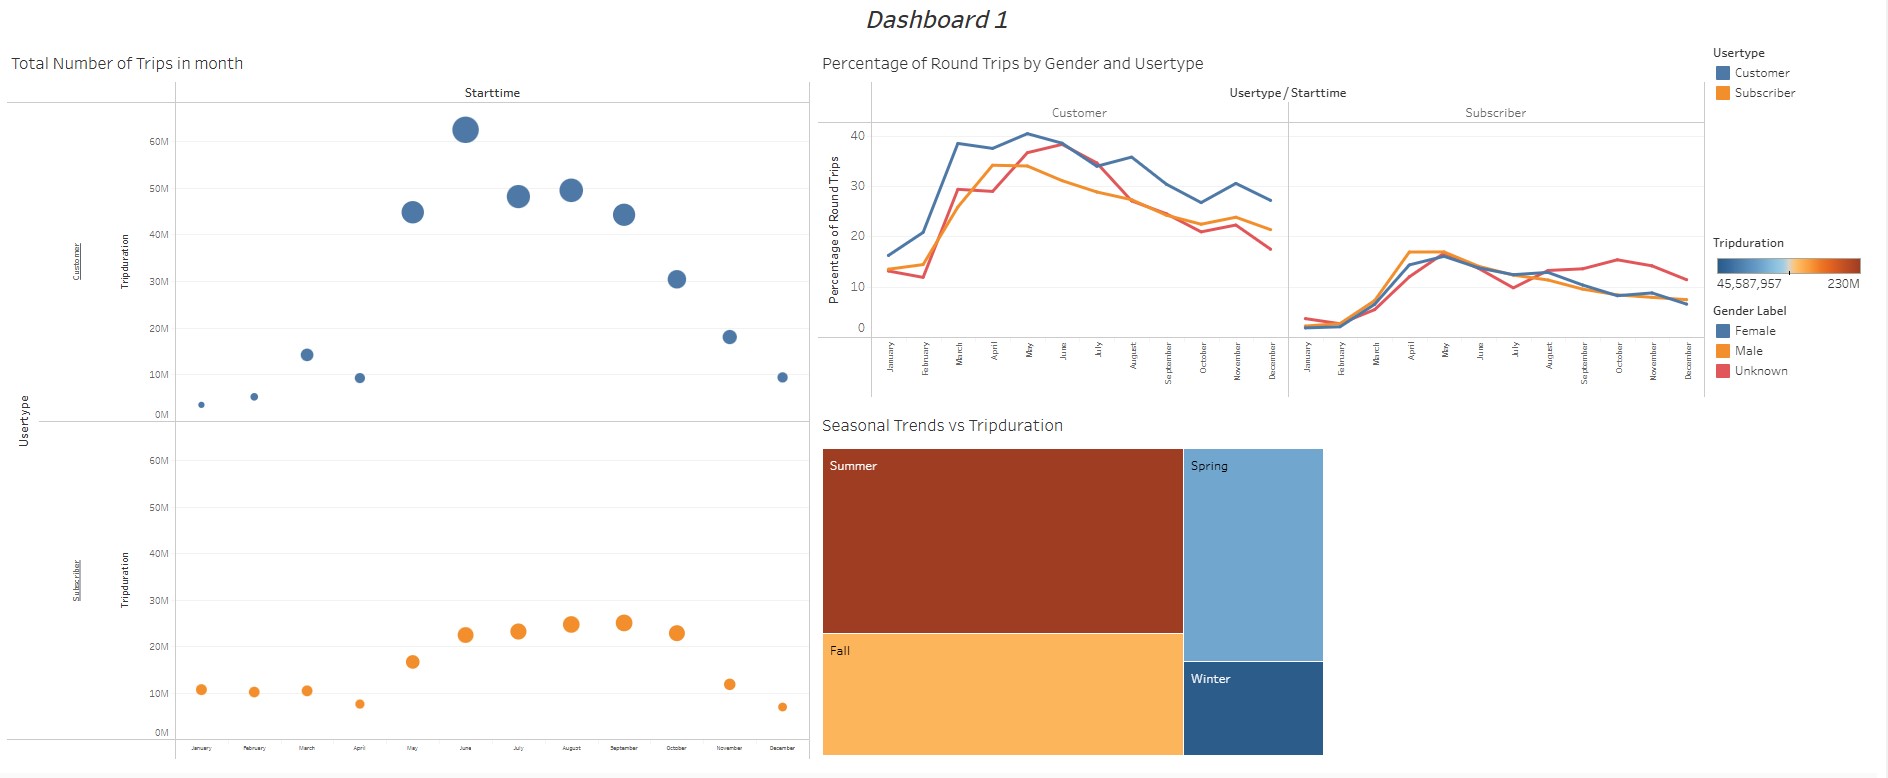 Dashboard 1
Total Number of Trips in month
Starttime
Usertype
Customer
Tripduration
60M
50M
40M
30M
20M
10M
0M
Subscriber
Tripduration
60M
50M
40M
30M
20M
10M
0M
January February March April May June July August September October November December
Percentage of Round Trips by Gender and Usertype
Usertype / Starttime
Customer Subscriber
Percentage of Round Trips
40
30
20
10
0
January February March April May June July August September October November December January February March April May June July August September October November December
Seasonal Trends vs Tripduration
Summer
Spring
Fall
Winter
Usertype
Customer
Subscriber
Tripduration
45,587,957 230M
Gender Label
Female
Male
Unknown